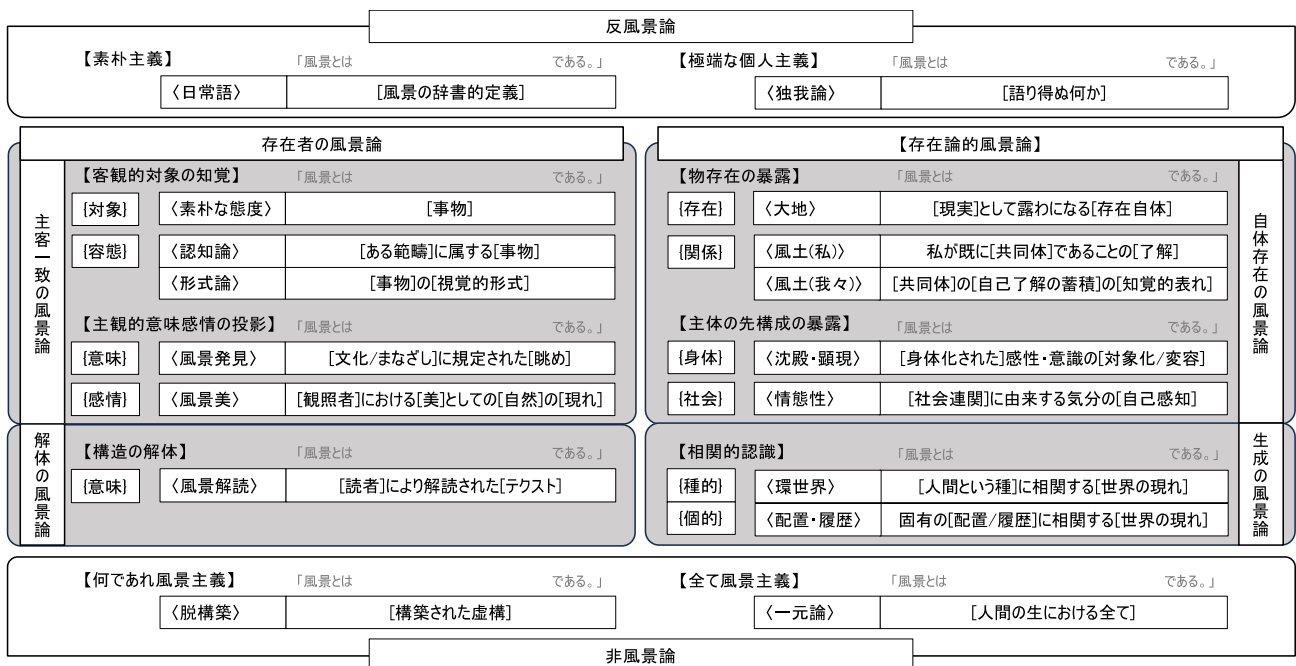 反風景論
【素朴主義】 「風景とは である。」
〈日常語〉 [風景の辞書的定義]
【極端な個人主義】 「風景とは である。」
〈独我論〉 [語り得ぬ何か]
存在者の風景論
主客一致の風景論
【客観的対象の知覚】 「風景とは である。」
{対象} 〈素朴な態度〉 [事物]
{容態} 〈認知論〉 [ある範疇]に属する[事物]
〈形式論〉 [事物]の[視覚的形式]
【主観的意味感情の投影】 「風景とは である。」
{意味} 〈風景発見〉 [文化/まなざし]に規定された[眺め]
{感情} 〈風景美〉 [観照者]における[美]としての[自然]の[現れ]
解体の風景論
【構造の解体】 「風景とは である。」
{意味} 〈風景解読〉 [読者]により解読された[テクスト]
【存在論的風景論】
自体存在の風景論
【物存在の暴露】 「風景とは である。」
{存在} 〈大地〉 [現実]として露わになる[存在自体]
{関係} 〈風土(私)〉 私が既に[共同体]であることの[了解]
〈風土(我々)〉 [共同体]の[自己了解の蓄積]の[知覚的表れ]
【主体の先構成の暴露】 「風景とは である。」
{身体} 〈沈殿・顕現〉 [身体化された]感性・意識の[対象化/変容]
{社会} 〈情態性〉 [社会連関]に由来する気分の[自己感知]
生成の風景論
【相関的認識】 「風景とは である。」
{種的} 〈環世界〉 [人間という種]に相関する[世界の現れ]
{個的} 〈配置・履歴〉 固有の[配置/履歴]に相関する[世界の現れ]
【何であれ風景主義】 「風景とは である。」
〈脱構築〉 [構築された虚構]
【全て風景主義】 「風景とは である。」
〈一元論〉 [人間の生における全て]
非風景論